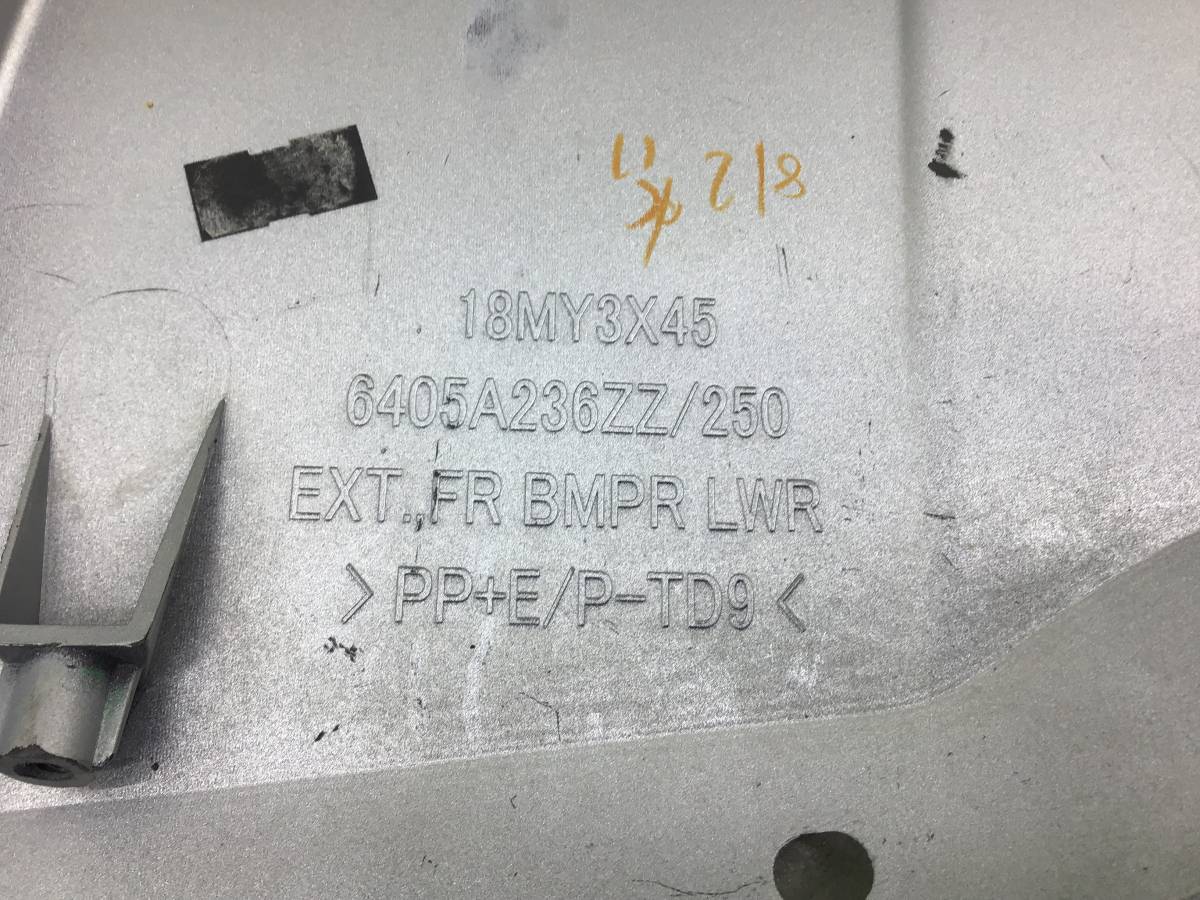 18MY3X45
6405A236ZZ/250
EXT.,FR BMPR LWR
>PP+E/P-TD9<